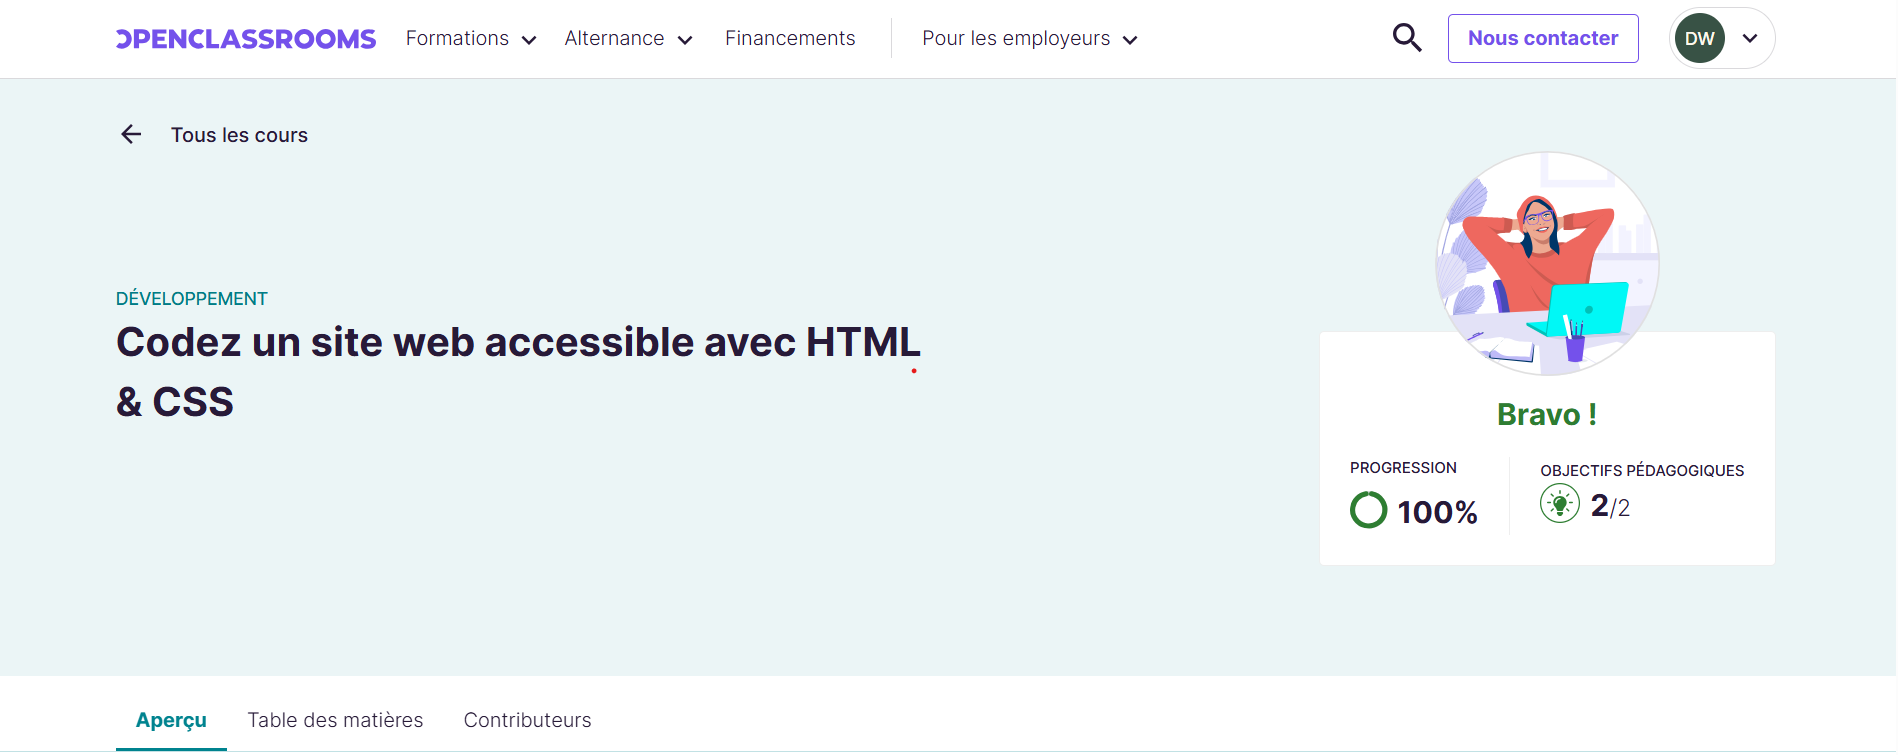 OPENCLASSROOMS Formations Alternance Financements Pour les employeurs Nous contacter DW
Tous les cours
DÉVELOPPEMENT
Codez un site web accessible avec HTML
& CSS
Bravo !
PROGRESSION
100%
OBJECTIFS PÉDAGOGIQUES
2/2
Aperçu Table des matières Contributeurs